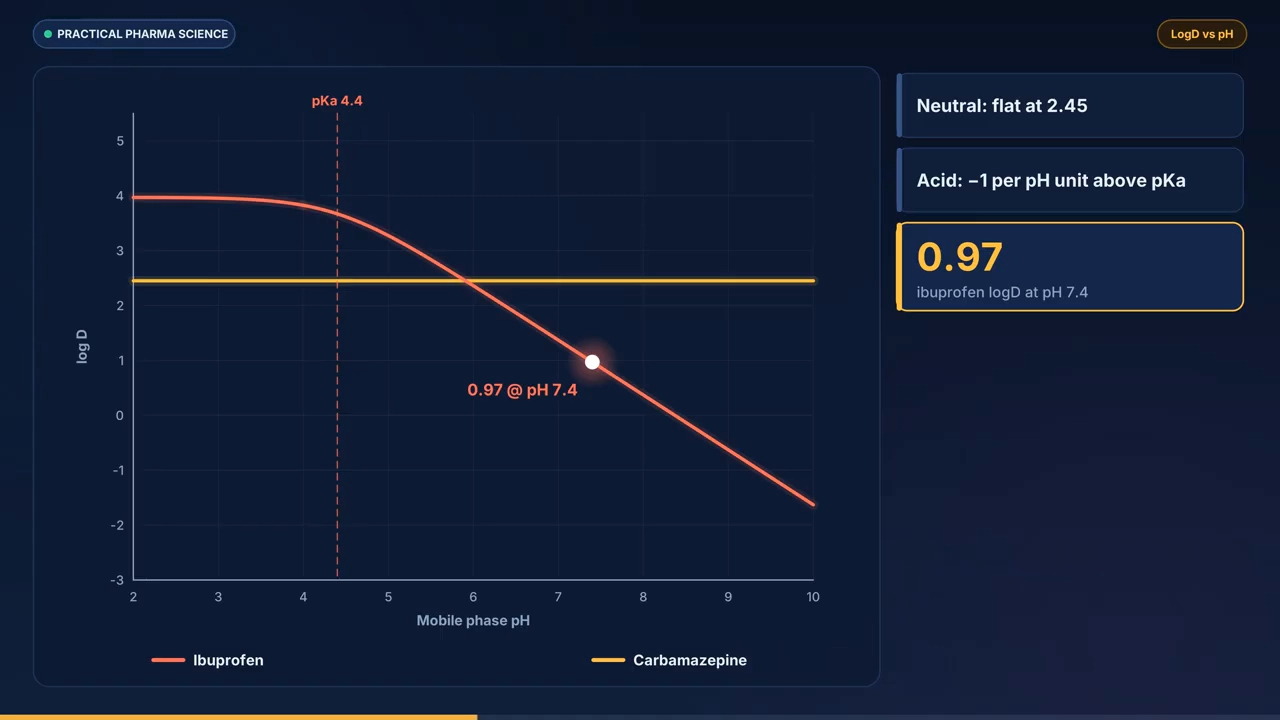 PRACTICAL PHARMA SCIENCE
LogD vs pH
pKa 4.4
5
4
3
2
1
0
-1
-2
-3
log D
0.97 @ pH 7.4
2 3 4 5 6 7 8 9 10
Mobile phase pH
Ibuprofen
Carbamazepine
Neutral: flat at 2.45
Acid: −1 per pH unit above pKa
0.97
ibuprofen logD at pH 7.4